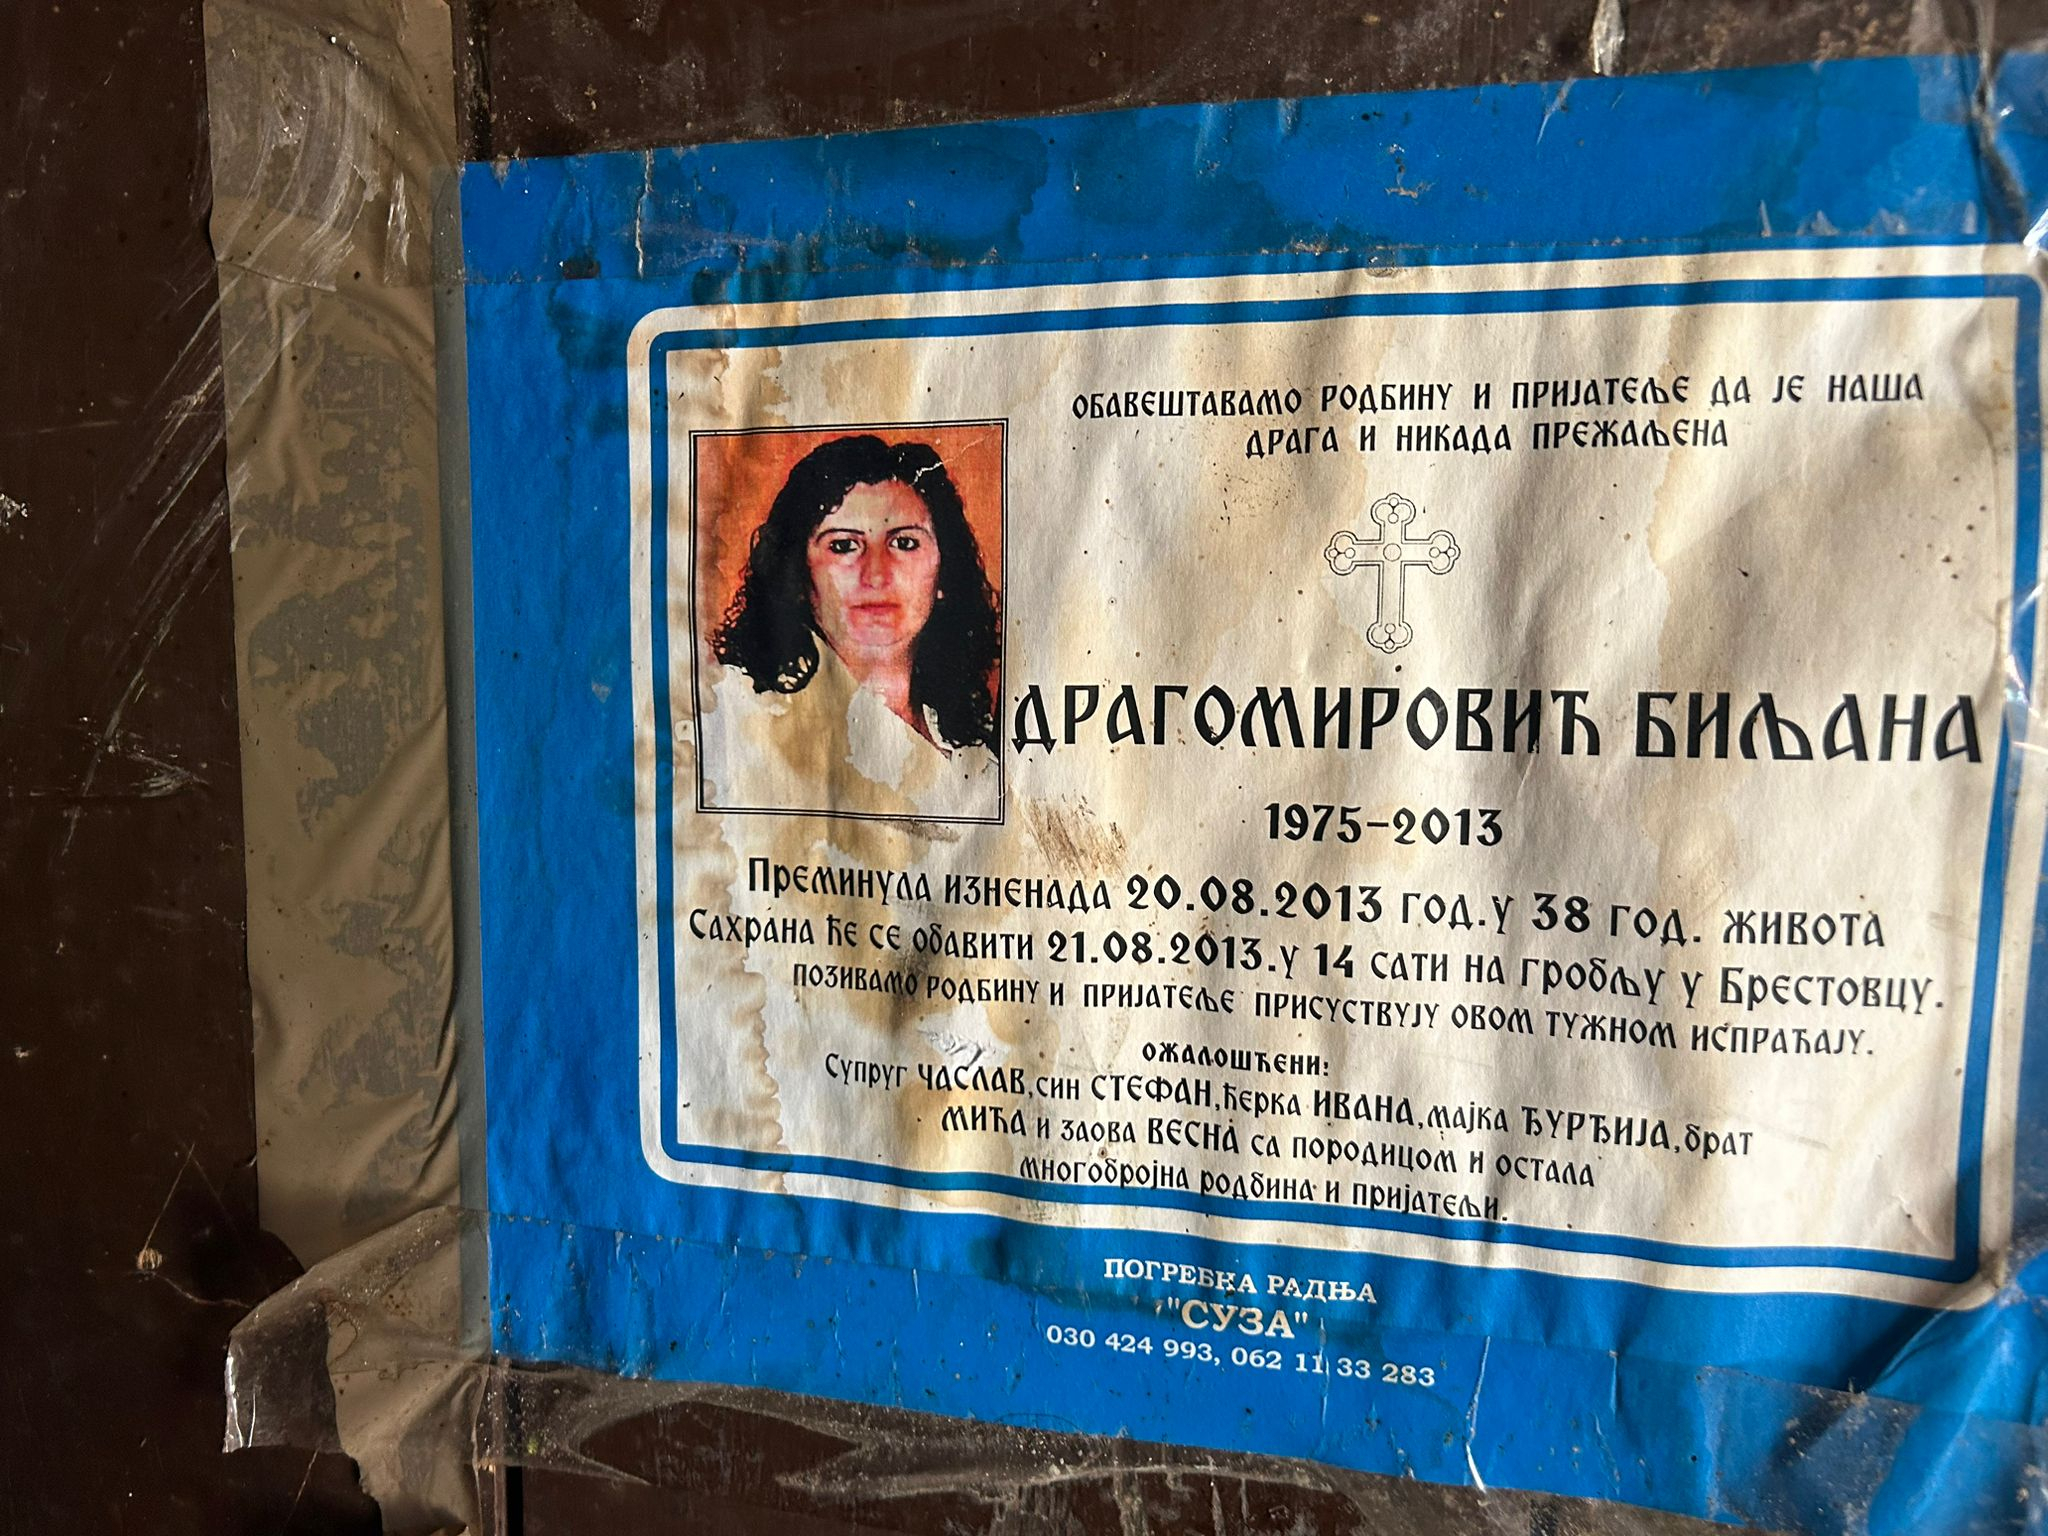 ОБАВЕШТАВАМО РОДБИНУ И ПРИЈАТЕЉЕ ДА ЈЕ НАША
ДРАГА И НИКАДА ПРЕЖАЉЕНА
ДРАГОМИРОВИЋ БИЉАНА
1975-2013
Преминула изненада 20.08.2013 год.у 38 год. живота
Сахрана ће се обавити 21.08.2013.у 14 сати на гробљу у Брестовцу.
позивамо родбину и пријатеље присуствују овом тужном испраћају.
ожалошћени:
Супруг ЧАСЛАВ,син СТЕФАН,ћерка ИВАНА,мајка ЂУРЂИЈА,брат
МИЋА и заова ВЕСНА са породицом и остала
многобројна родбина и пријатељи.
ПОГРЕБНА РАДЊА
"СУЗА"
030 424 993, 062 11 33 283